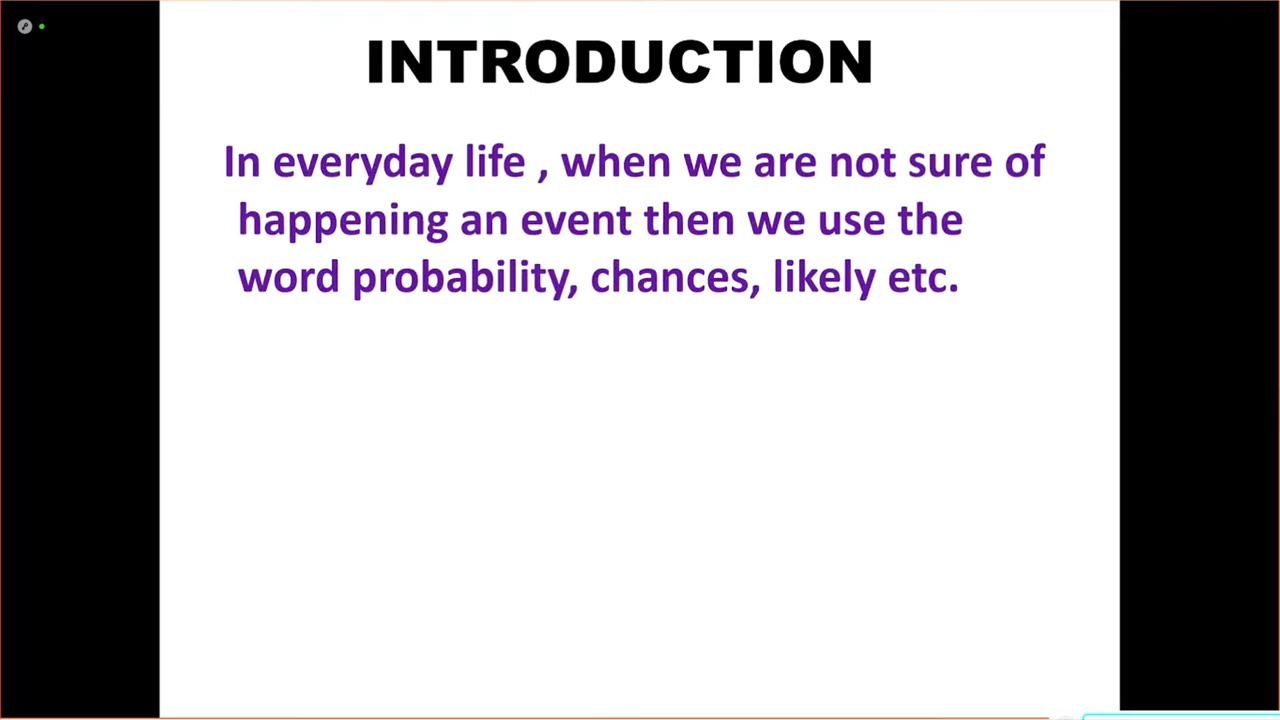 INTRODUCTION
In everyday life , when we are not sure of
happening an event then we use the
word probability, chances, likely etc.